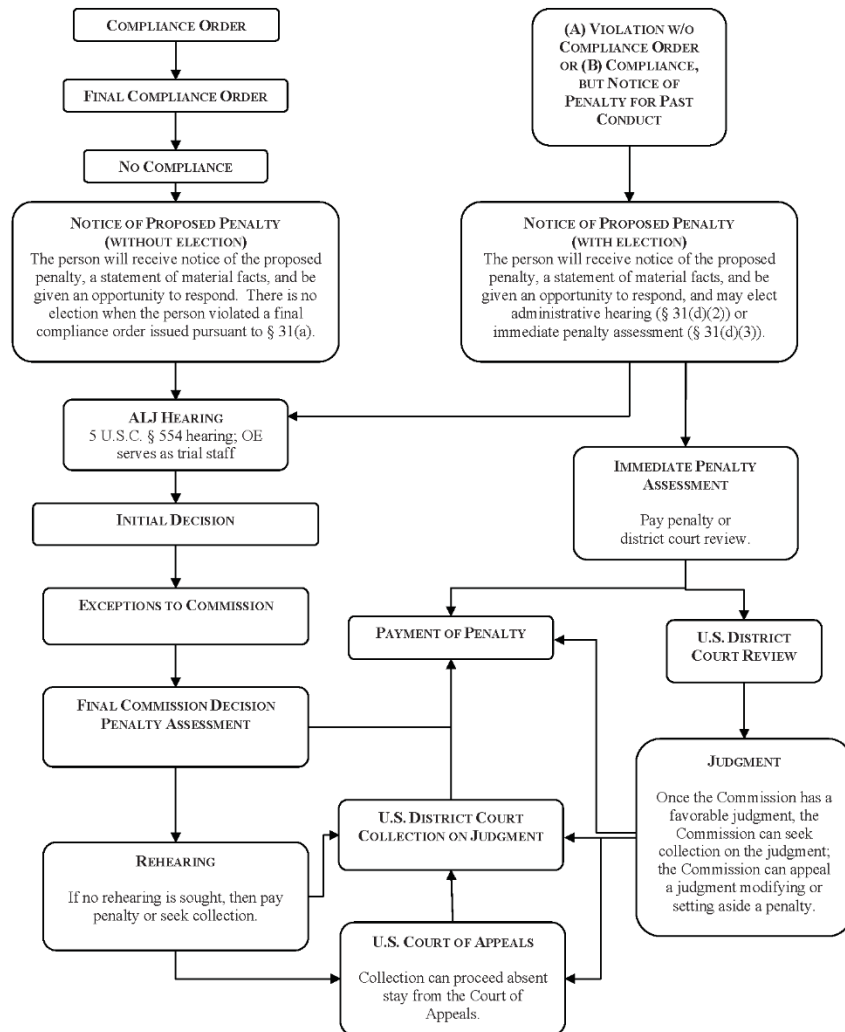 COMPLIANCE ORDER
FINAL COMPLIANCE ORDER
NO COMPLIANCE
NOTICE OF PROPOSED PENALTY
(WITHOUT ELECTION)
The person will receive notice of the proposed
penalty, a statement of material facts, and be
given an opportunity to respond. There is no
election when the person violated a final
compliance order issued pursuant to § 31(a).
(A) VIOLATION W/O
COMPLIANCE ORDER
OR (B) COMPLIANCE,
BUT NOTICE OF
PENALTY FOR PAST
CONDUCT
NOTICE OF PROPOSED PENALTY
(WITH ELECTION)
The person will receive notice of the proposed
penalty, a statement of material facts, and be
given an opportunity to respond, and may elect
administrative hearing (§ 31(d)(2)) or
immediate penalty assessment (§ 31(d)(3)).
ALJ HEARING
5 U.S.C. § 554 hearing; OE
serves as trial staff
IMMEDIATE PENALTY
ASSESSMENT
Pay penalty or
district court review.
INITIAL DECISION
EXCEPTIONS TO COMMISSION
PAYMENT OF PENALTY
U.S. DISTRICT
COURT REVIEW
FINAL COMMISSION DECISION
PENALTY ASSESSMENT
JUDGMENT
Once the Commission has a
favorable judgment, the
Commission can seek
collection on the judgment;
the Commission can appeal
a judgment modifying or
setting aside a penalty.
U.S. DISTRICT COURT
COLLECTION ON JUDGMENT
REHEARING
If no rehearing is sought, then pay
penalty or seek collection.
U.S. COURT OF APPEALS
Collection can proceed absent
stay from the Court of
Appeals.